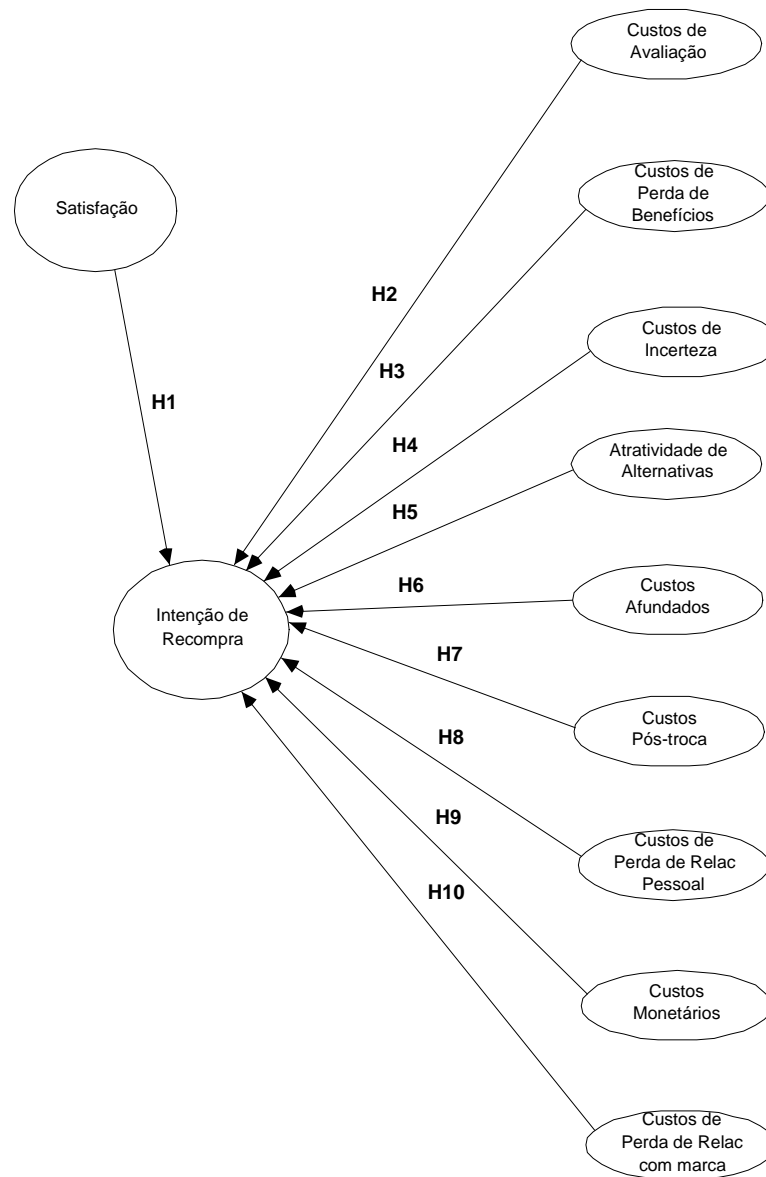 Custos de
Avaliação
Satisfação
Custos de
Perda de
Benefícios
H2
Custos de
Incerteza
H3
H1
H4
Atratividade de
Alternativas
H5
H6
Custos
Afundados
Intenção de
Recompra
H7
Custos
Pós-troca
H8
H9
Custos de
Perda de Relac
Pessoal
H10
Custos
Monetários
Custos de
Perda de Relac
com marca